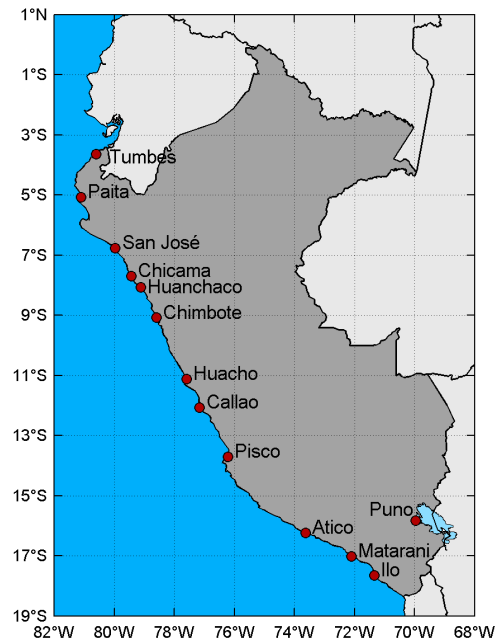 1°N
1°S
3°S
Tumbes
5°S
Paita
San José
7°S
Chicama
Huanchaco
9°S
Chimbote
11°S
Huacho
Callao
13°S
Pisco
15°S
Puno
Atico
17°S
Matarani
Ilo
19°S
82°W 80°W 78°W 76°W 74°W 72°W 70°W 68°W